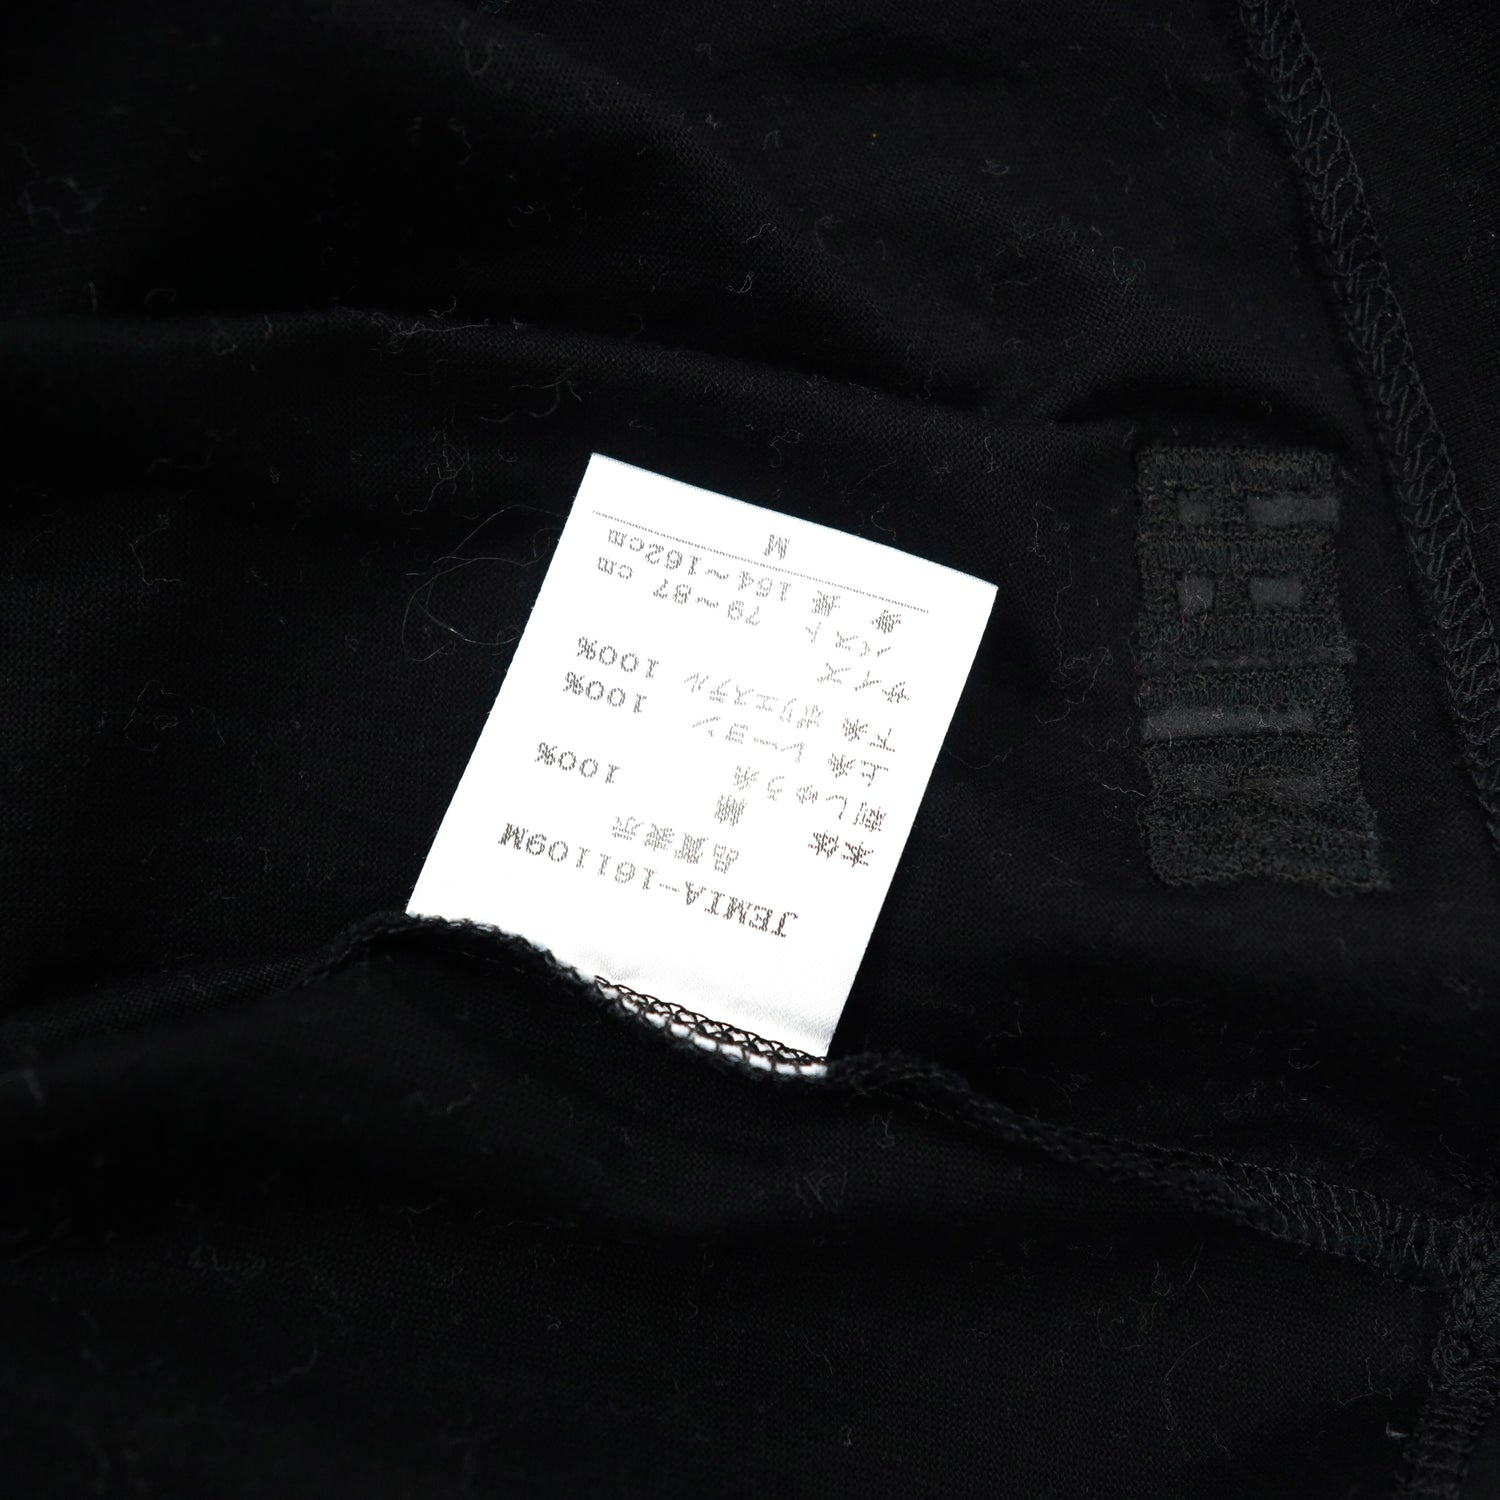 JEMIA-161109M
品質表示
本体 綿 100%
刺しゅう糸
上糸 レーヨン 100%
下糸 ポリエステル 100%
サイズ
バスト 79~87 cm
身長 154~162cm
M